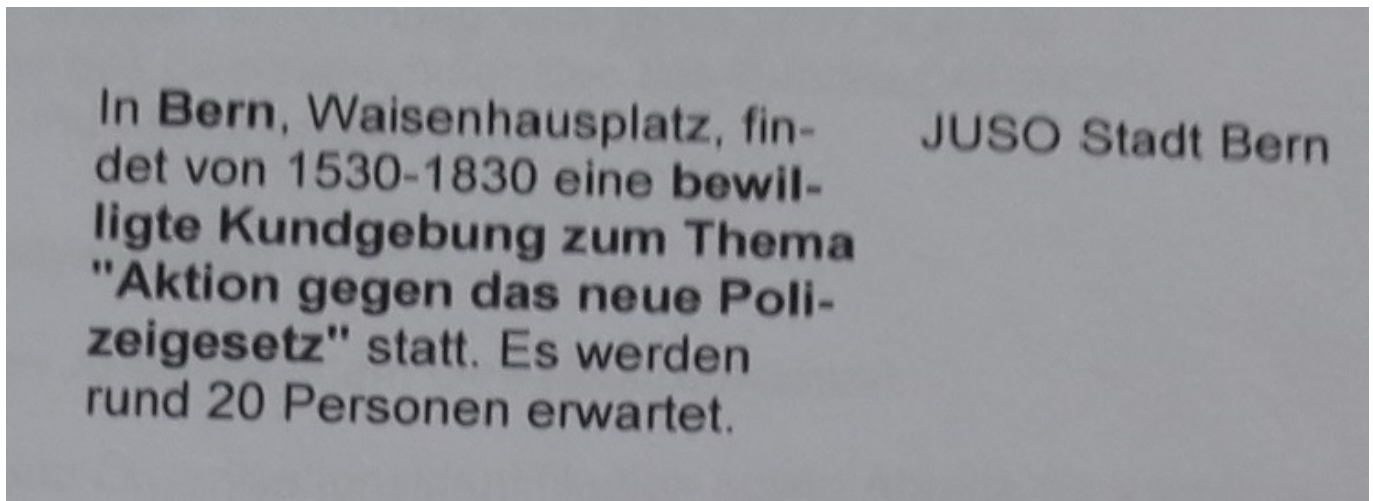 In Bern, Waisenhausplatz, fin-
det von 1530-1830 eine bewil-
ligte Kundgebung zum Thema
"Aktion gegen das neue Poli-
zeigesetz" statt. Es werden
rund 20 Personen erwartet.
JUSO Stadt Bern